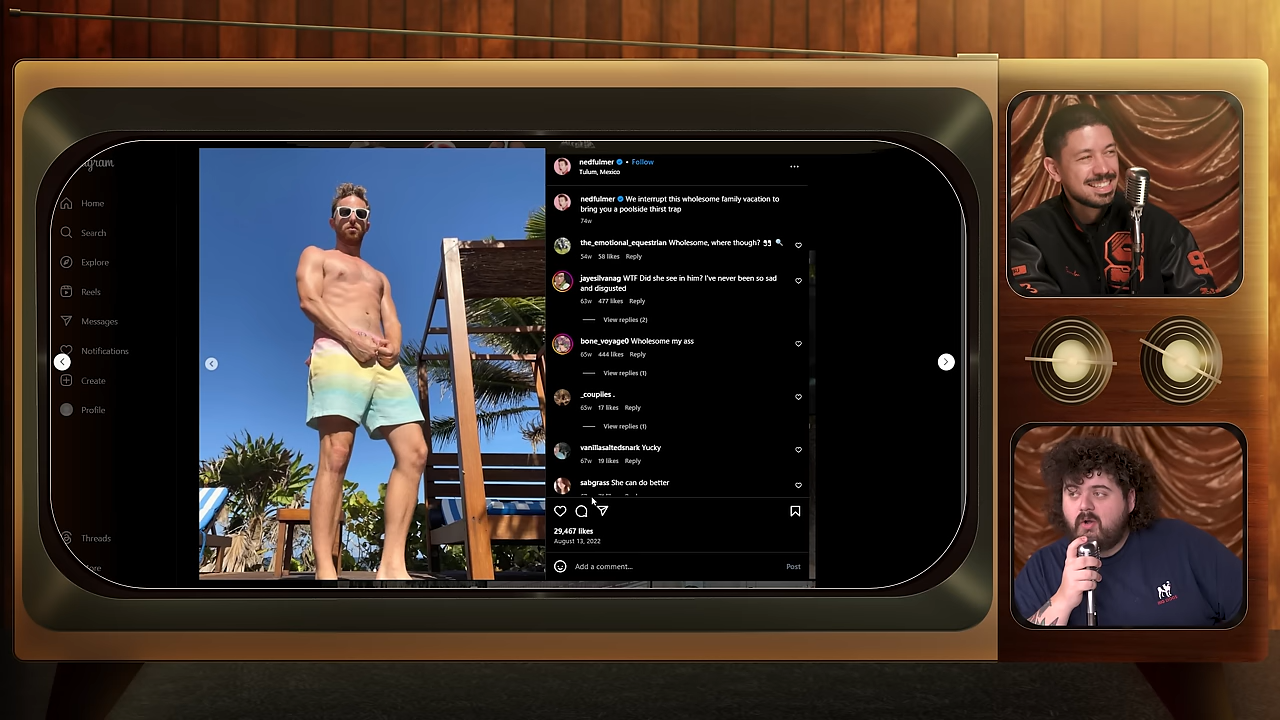 gram
Home
Search
Explore
Reels
Messages
Notifications
Create
Profile
Threads
ore
nedfulmer • Follow
Tulum, Mexico
nedfulmer We interrupt this wholesome family vacation to
bring you a poolside thirst trap
74w
the_emotional_equestrian Wholesome, where though? 👀 🔍
54w 58 likes Reply
jayesilvanag WTF Did she see in him? I've never been so sad
and disgusted
63w 477 likes Reply
View replies (2)
bone_voyage0 Wholesome my ass
65w 444 likes Reply
View replies (1)
_coupiies .
65w 17 likes Reply
View replies (1)
vanillasaltedsnark Yucky
67w 19 likes Reply
sabgrass She can do better
29,467 likes
August 13, 2022
Add a comment...
Post
S